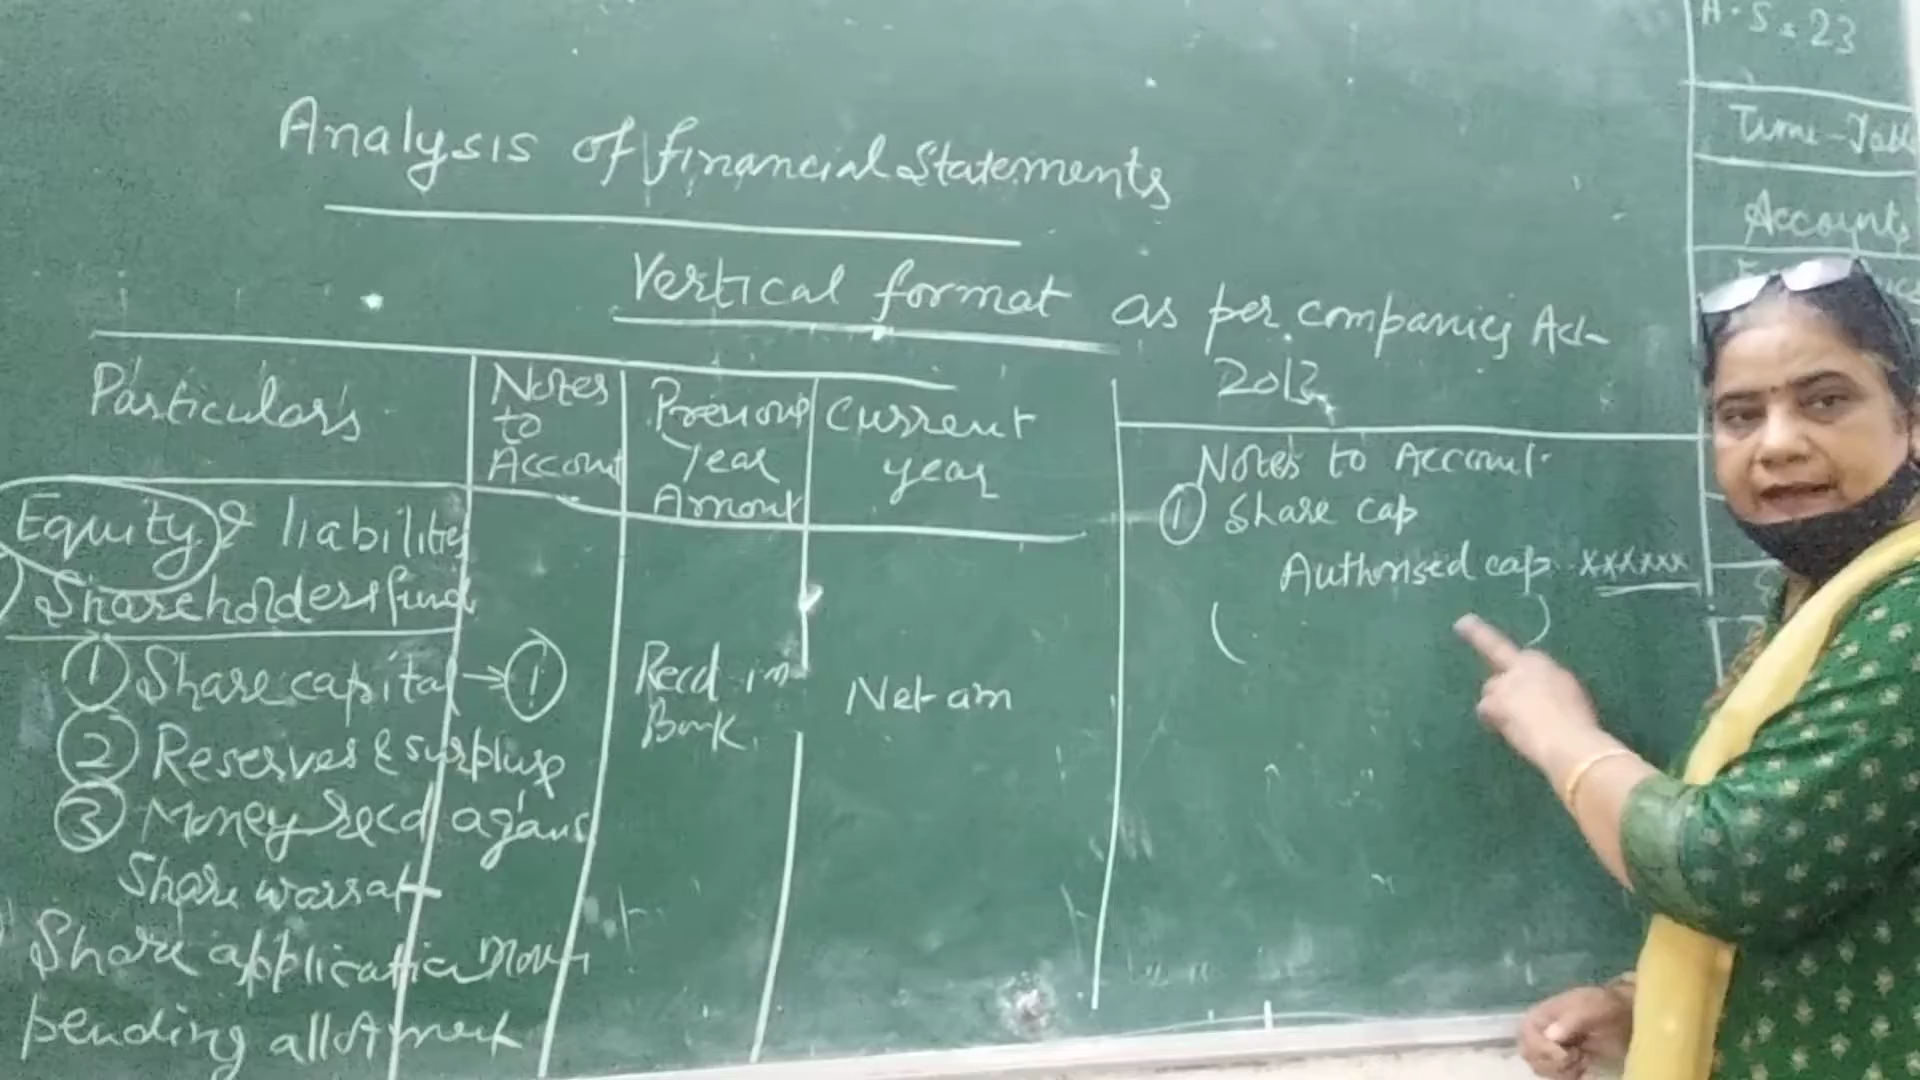 Analysis of financial Statements
Vertical format as per companies Act
2013
Particulars
Notes
to
Account
Previous
Year
Amount
Current
year
Equity & liabilities
Shareholders fund
① Share capital → ①
Recd in
Bank
Net am
② Reserves & surplus
③ Money recd against
Share warrant
Share application money
pending allotment
Notes to Account
① Share cap
Authorised cap xxxxxx
( )
A.S. 23
Time-Table
Accounts